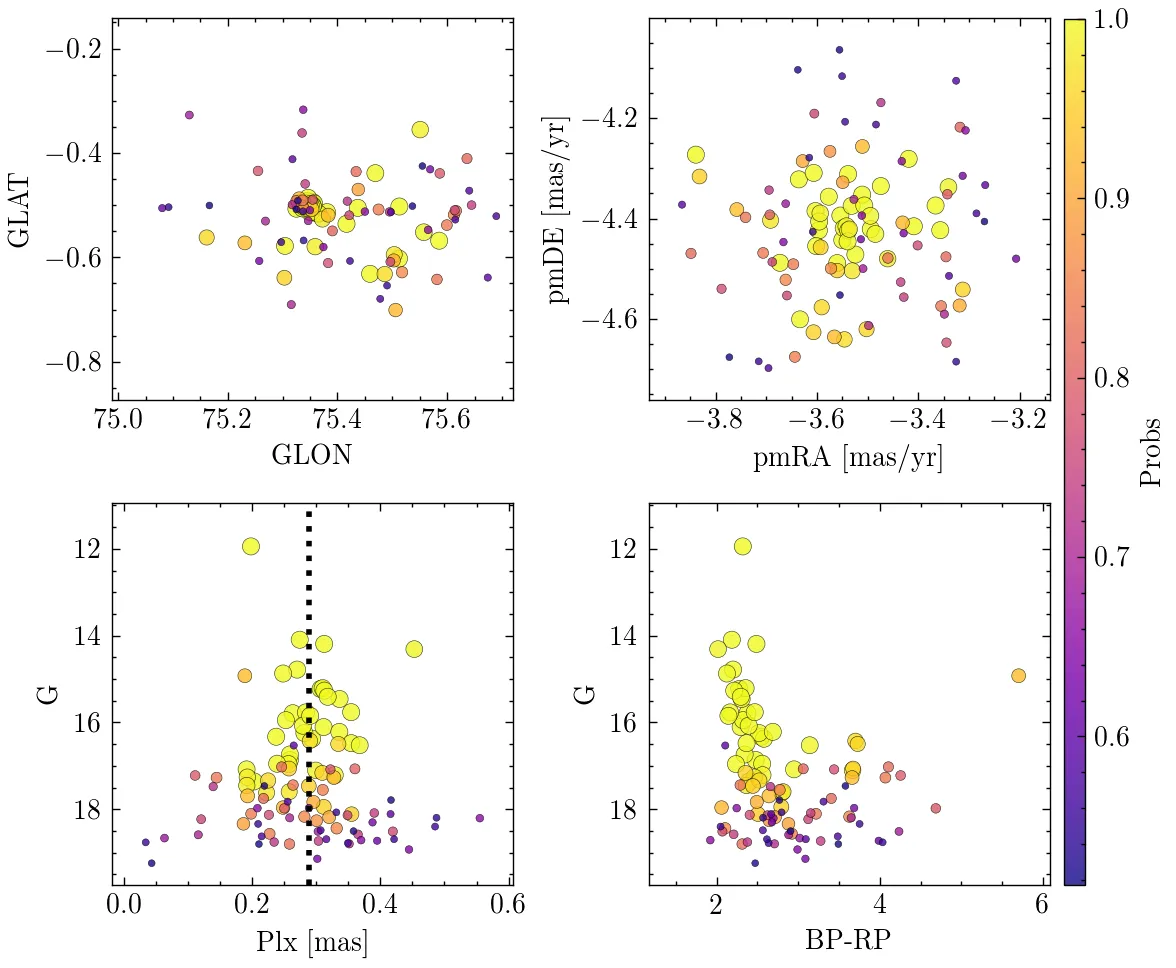 −0.2
−0.4
−0.6
−0.8
GLAT
75.0 75.2 75.4 75.6
GLON
−4.2
−4.4
−4.6
pmDE [mas/yr]
−3.8 −3.6 −3.4 −3.2
pmRA [mas/yr]
12
14
16
18
G
0.0 0.2 0.4 0.6
Plx [mas]
12
14
16
18
G
2 4 6
BP-RP
1.0
0.9
0.8
0.7
0.6
Probs